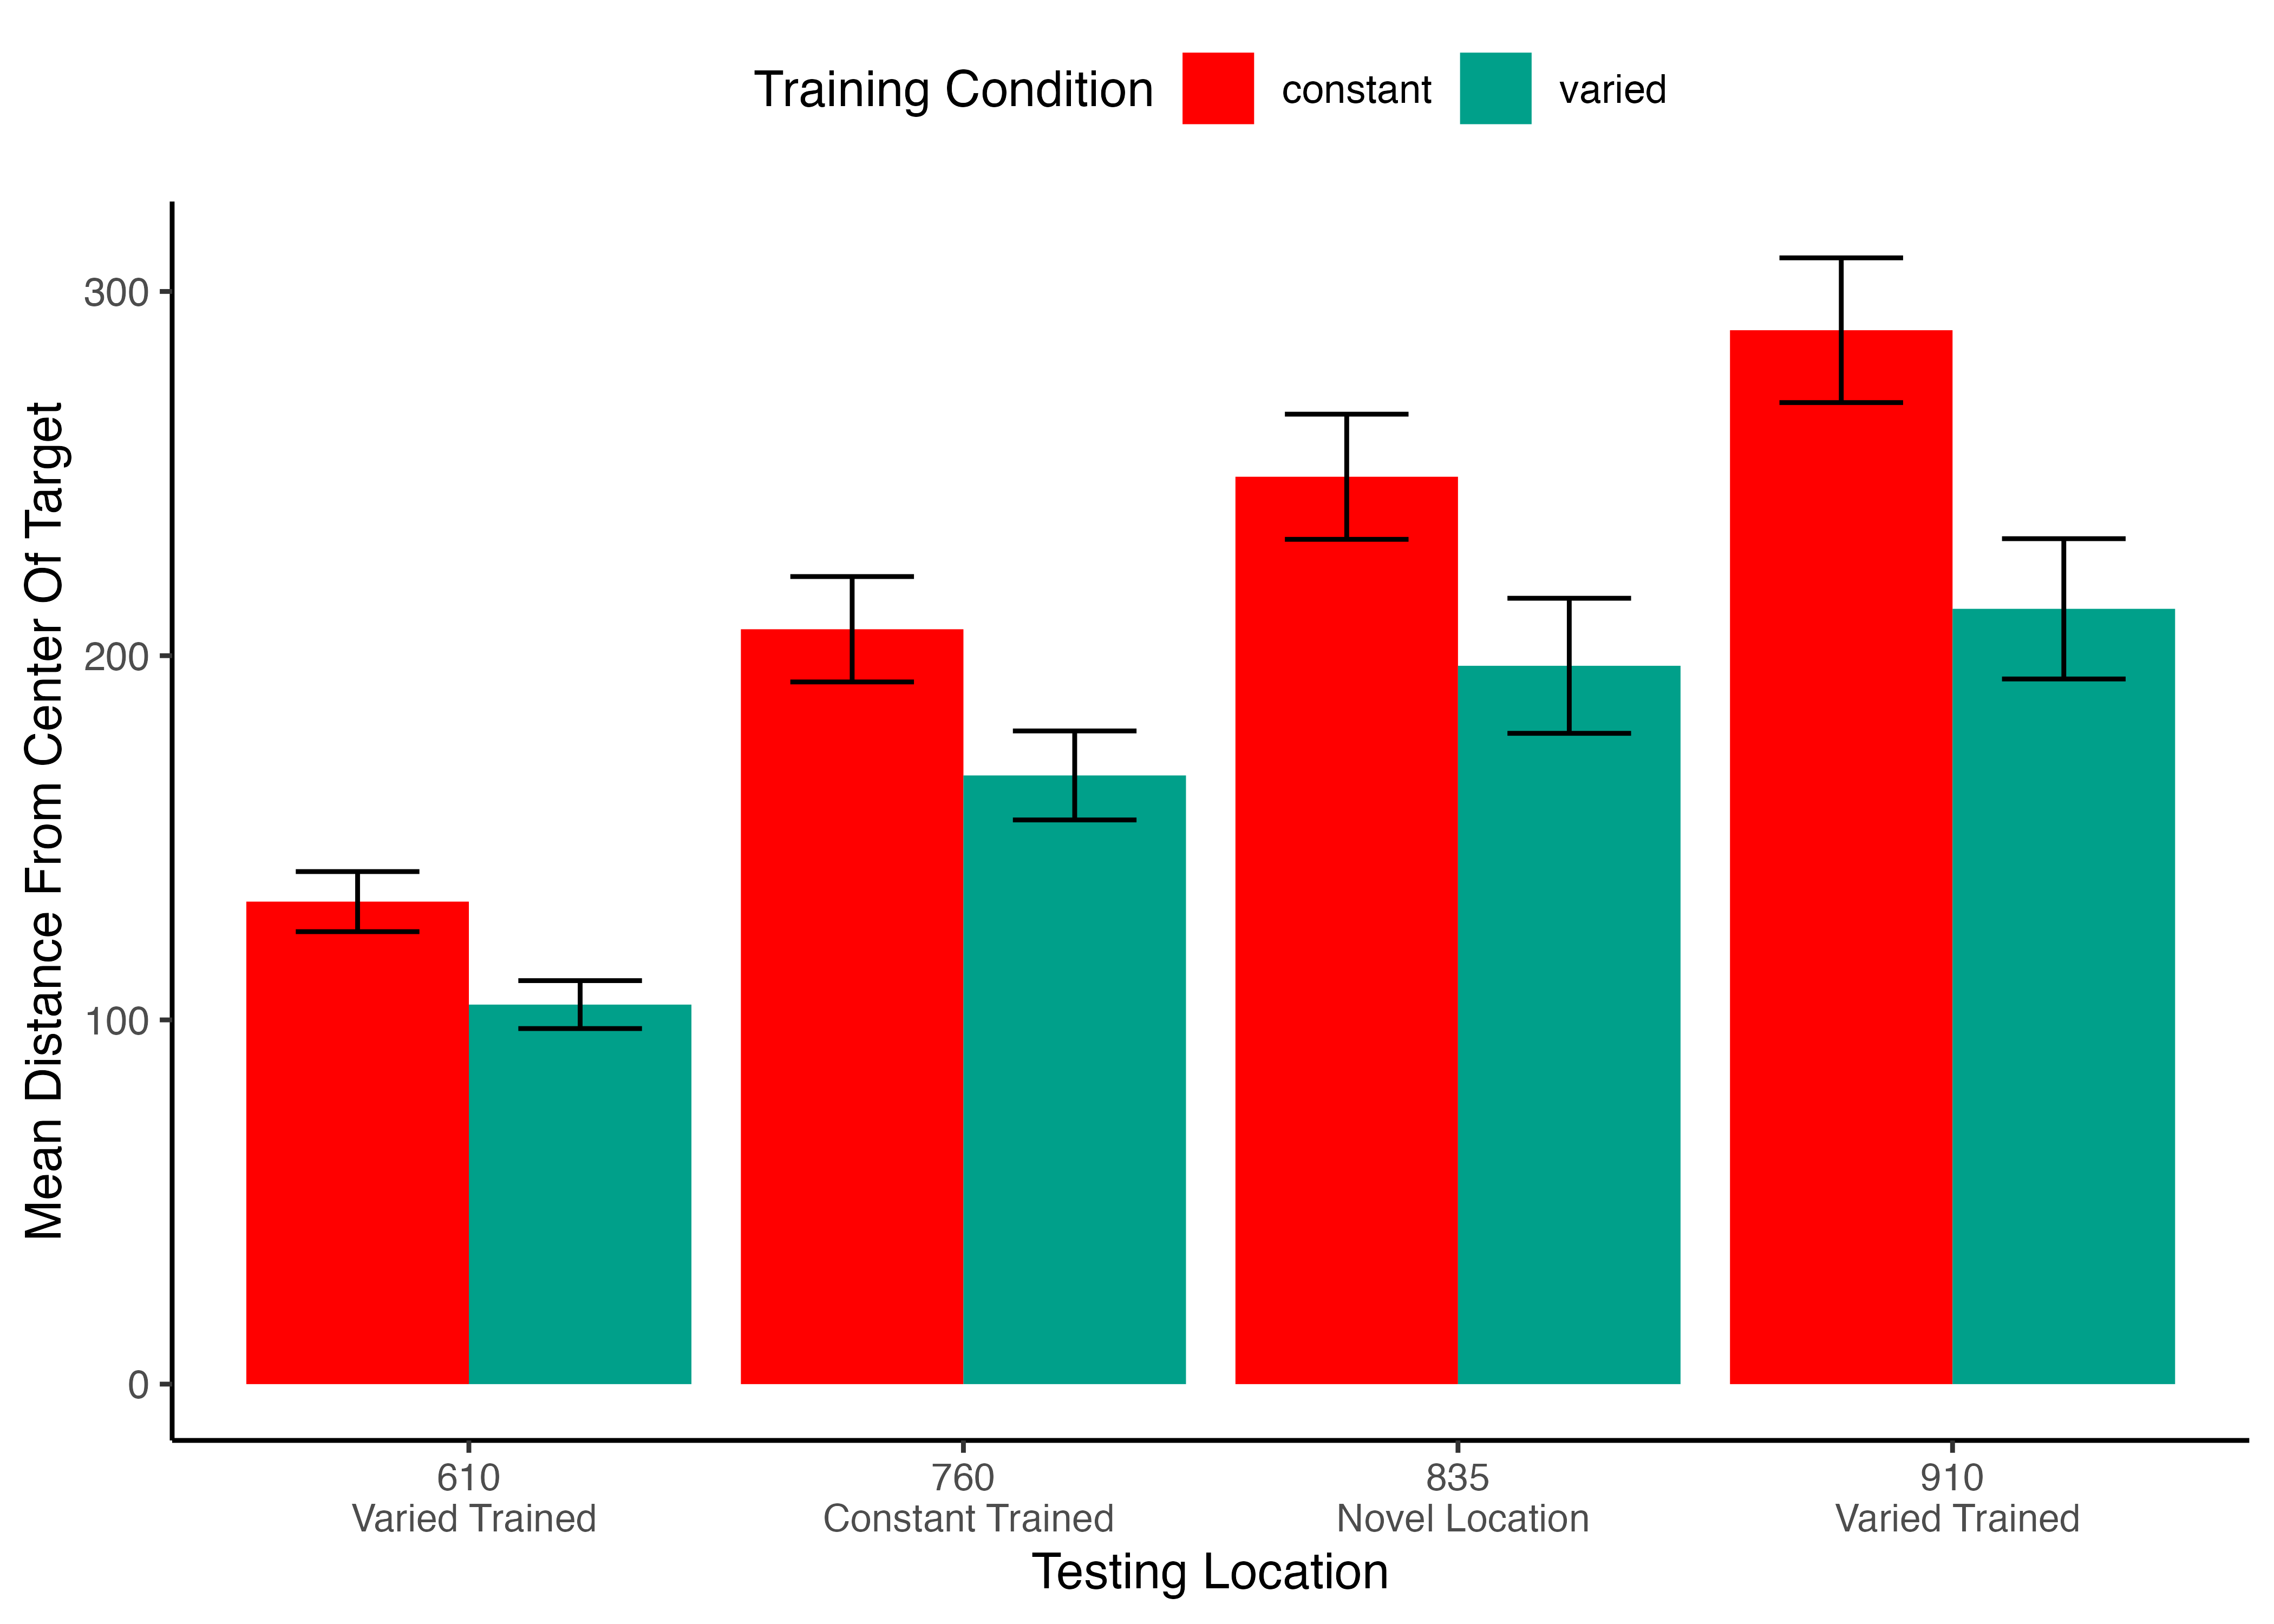 Training Condition constant varied
Mean Distance From Center Of Target
300
200
100
0
610 760 835 910
Varied Trained Constant Trained Novel Location Varied Trained
Testing Location